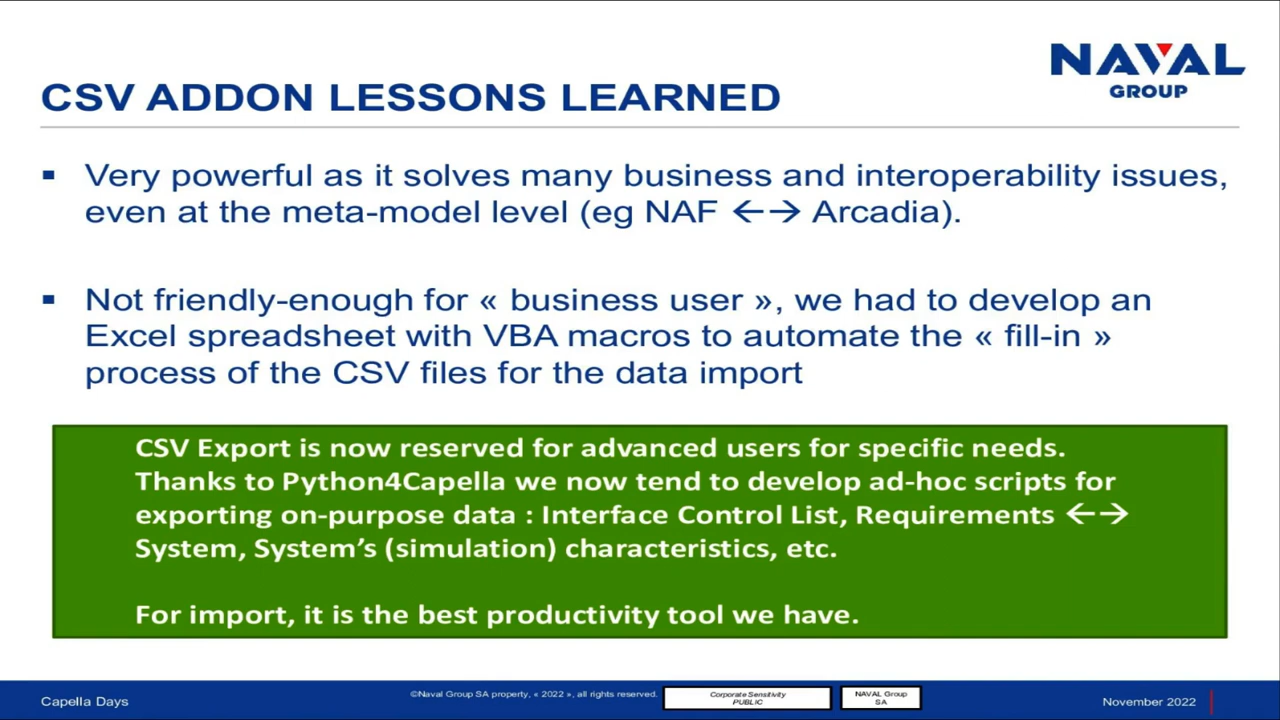 NAVAL
GROUP
CSV ADDON LESSONS LEARNED
▪ Very powerful as it solves many business and interoperability issues,
even at the meta-model level (eg NAF ←→ Arcadia).
▪ Not friendly-enough for « business user », we had to develop an
Excel spreadsheet with VBA macros to automate the « fill-in »
process of the CSV files for the data import
CSV Export is now reserved for advanced users for specific needs.
Thanks to Python4Capella we now tend to develop ad-hoc scripts for
exporting on-purpose data : Interface Control List, Requirements ←→
System, System’s (simulation) characteristics, etc.
For import, it is the best productivity tool we have.
Capella Days
©Naval Group SA property, « 2022 », all rights reserved.
Corporate Sensitivity
PUBLIC
NAVAL Group
SA
November 2022